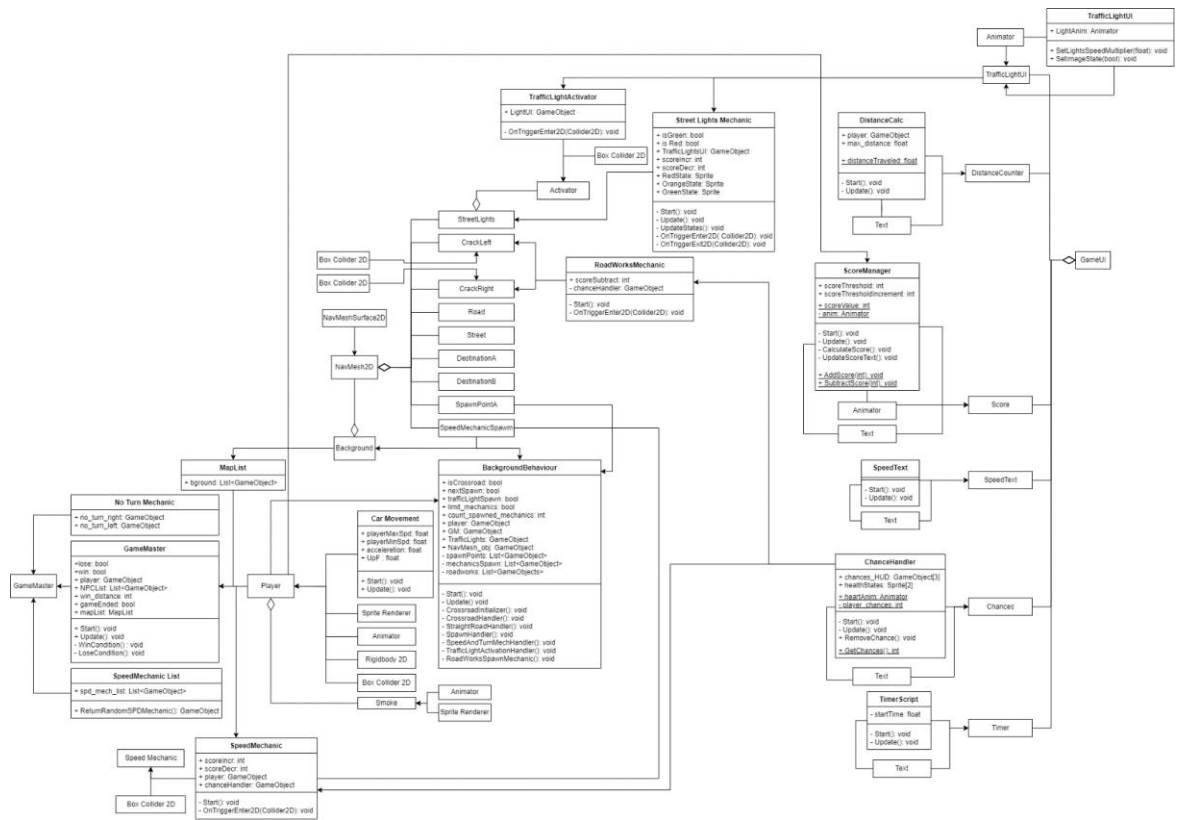 TrafficLightUI
+ LightAnim: Animator
+ SetLightsSpeedMultiplier(float): void
+ SetImageState(bool): void
Animator
TrafficLightUI
TrafficLightActivator
+ LightUI: GameObject
- OnTriggerEnter2D(Collider2D): void
Box Collider 2D
Activator
Street Lights Mechanic
+ isGreen: bool
+ is Red: bool
+ TrafficLightsUI: GameObject
+ scoreIncr: int
+ scoreDecr: int
+ RedState: Sprite
+ OrangeState: Sprite
+ GreenState: Sprite
- Start(): void
- Update(): void
- UpdateStates(): void
- OnTriggerEnter2D( Collider2D): void
- OnTriggerExit2D(Collider2D): void
DistanceCalc
+ player: GameObject
+ max_distance: float
+ distanceTraveled: float
- Start(): void
- Update(): void
Text
DistanceCounter
GameUI
StreetLights
CrackLeft
Box Collider 2D
Box Collider 2D
CrackRight
Road
Street
DestinationA
DestinationB
SpawnPointA
SpeedMechanicSpawn
NavMeshSurface2D
NavMesh2D
Background
RoadWorksMechanic
+ scoreSubtract: int
- chanceHandler: GameObject
- Start(): void
- OnTriggerEnter2D(Collider2D): void
ScoreManager
+ scoreThreshold: int
+ scoreThresholdIncrement: int
+ scoreValue: int
- anim: Animator
- Start(): void
- Update(): void
- CalculateScore(): void
- UpdateScoreText(): void
+ AddScore(int): void
+ SubtractScore(int): void
Animator
Text
Score
MapList
+ bground: List<GameObject>
No Turn Mechanic
+ no_turn_right: GameObject
+ no_turn_left: GameObject
GameMaster
+lose: bool
+win: bool
+ player: GameObject
+ NPCList: List<GameObject>
+ win_distance: int
+ gameEnded: bool
+ mapList: MapList
+ Start(): void
+ Update(): void
- WinCondition() : void
- LoseCondition(): void
GameMaster
SpeedMechanic List
+ spd_mech_list: List<GameObject>
+ ReturnRandomSPDMechanic(): GameObject
Player
Car Movement
+ playerMaxSpd: float
+ playerMinSpd: float
+ acceleretion: float
+ UpF : float
+ Start(): void
+ Update(): void
Sprite Renderer
Animator
Rigidbody 2D
Box Collider 2D
Smoke
Animator
Sprite Renderer
BackgroundBehaviour
+ isCrossroad: bool
+ nextSpawn: bool
+ trafficLightSpawn: bool
+ limit_mechanics: bool
+ count_spawned_mechanics: int
+ player: GameObject
+ GM: GameObject
+ TrafficLights: GameObject
+ NavMesh_obj: GameObject
- spawnPoints: List<GameObject>
- mechanicsSpawn: List<GameObject>
- roadworks: List<GameObjects>
- Start(): void
- Update() void
- CrossroadInitializer(): void
- CrossroadHandler(): void
- StraightRoadHandler(): void
- SpawnHandler(): void
- SpeedAndTurnMechHandler(): void
- TrafficLightActivationHandler(): void
- RoadWorksSpawnMechanic(): void
SpeedText
- Start(): void
- Update(): void
Text
SpeedText
ChanceHandler
+ chances_HUD: GameObject[3]
+ healthStates: Sprite[2]
+ heartAnim: Animator
- player_chances: int
- Start(): void
- Update(): void
+ RemoveChance(): void
+ GetChances(): int
Text
Chances
TimerScript
- startTime: float
- Start(): void
- Update(): void
Text
Timer
Speed Mechanic
Box Collider 2D
SpeedMechanic
+ scoreIncr: int
+ scoreDecr: int
+ player: GameObject
+ chanceHandler: GameObject
- Start(): void
- OnTriggerEnter2D(Collider2D): void